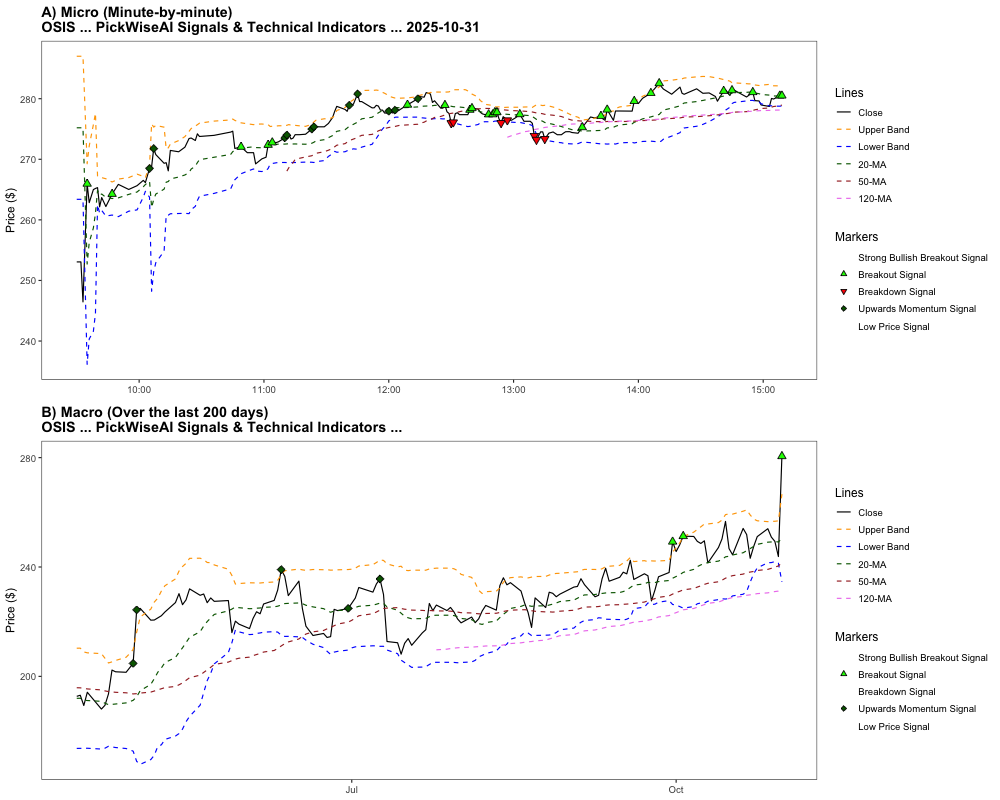 A) Micro (Minute-by-minute)
OSIS ... PickWiseAI Signals & Technical Indicators ... 2025-10-31
Price ($)
280
270
260
250
240
10:00
11:00
12:00
13:00
14:00
15:00
Lines
Close
Upper Band
Lower Band
20-MA
50-MA
120-MA
Markers
Strong Bullish Breakout Signal
Breakout Signal
Breakdown Signal
Upwards Momentum Signal
Low Price Signal
B) Macro (Over the last 200 days)
OSIS ... PickWiseAI Signals & Technical Indicators ...
Price ($)
280
240
200
Jul
Oct
Lines
Close
Upper Band
Lower Band
20-MA
50-MA
120-MA
Markers
Strong Bullish Breakout Signal
Breakout Signal
Breakdown Signal
Upwards Momentum Signal
Low Price Signal